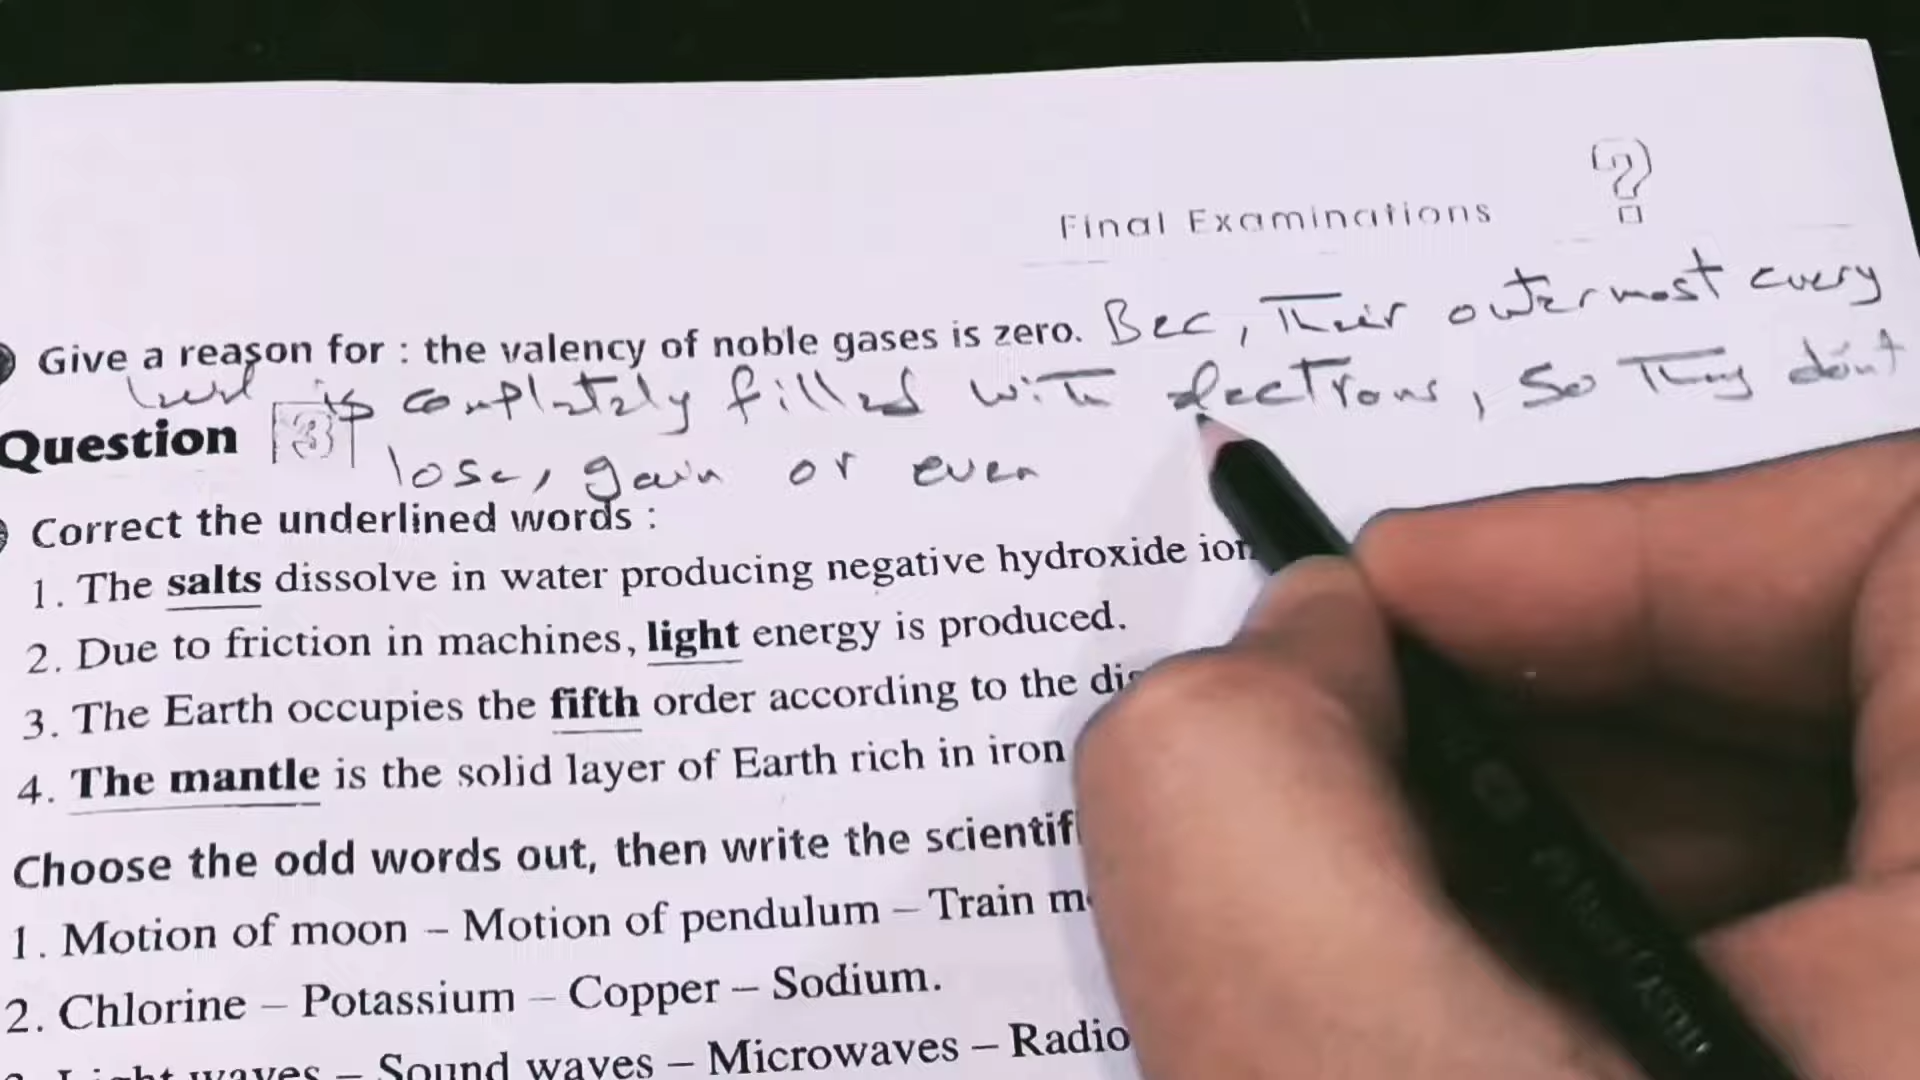 Final Examinations ?
Give a reason for : the valency of noble gases is zero. Bec, Their outermost every
level is completely filled with electrons, So They don't
Question 3
lose, gain or even
Correct the underlined words :
1. The salts dissolve in water producing negative hydroxide
2. Due to friction in machines, light energy is produced.
3. The Earth occupies the fifth order according to the
4. The mantle is the solid layer of Earth rich in iron
Choose the odd words out, then write the
1. Motion of moon – Motion of pendulum – Train
2. Chlorine – Potassium – Copper – Sodium.
Light waves – Sound waves – Microwaves – Radio